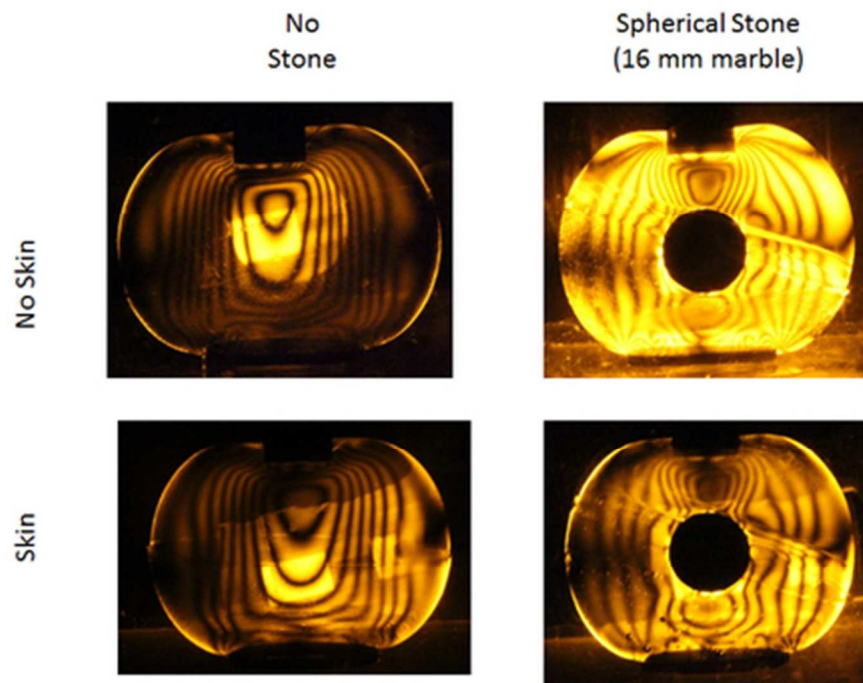 No
Stone
Spherical Stone
(16 mm marble)
No Skin
Skin